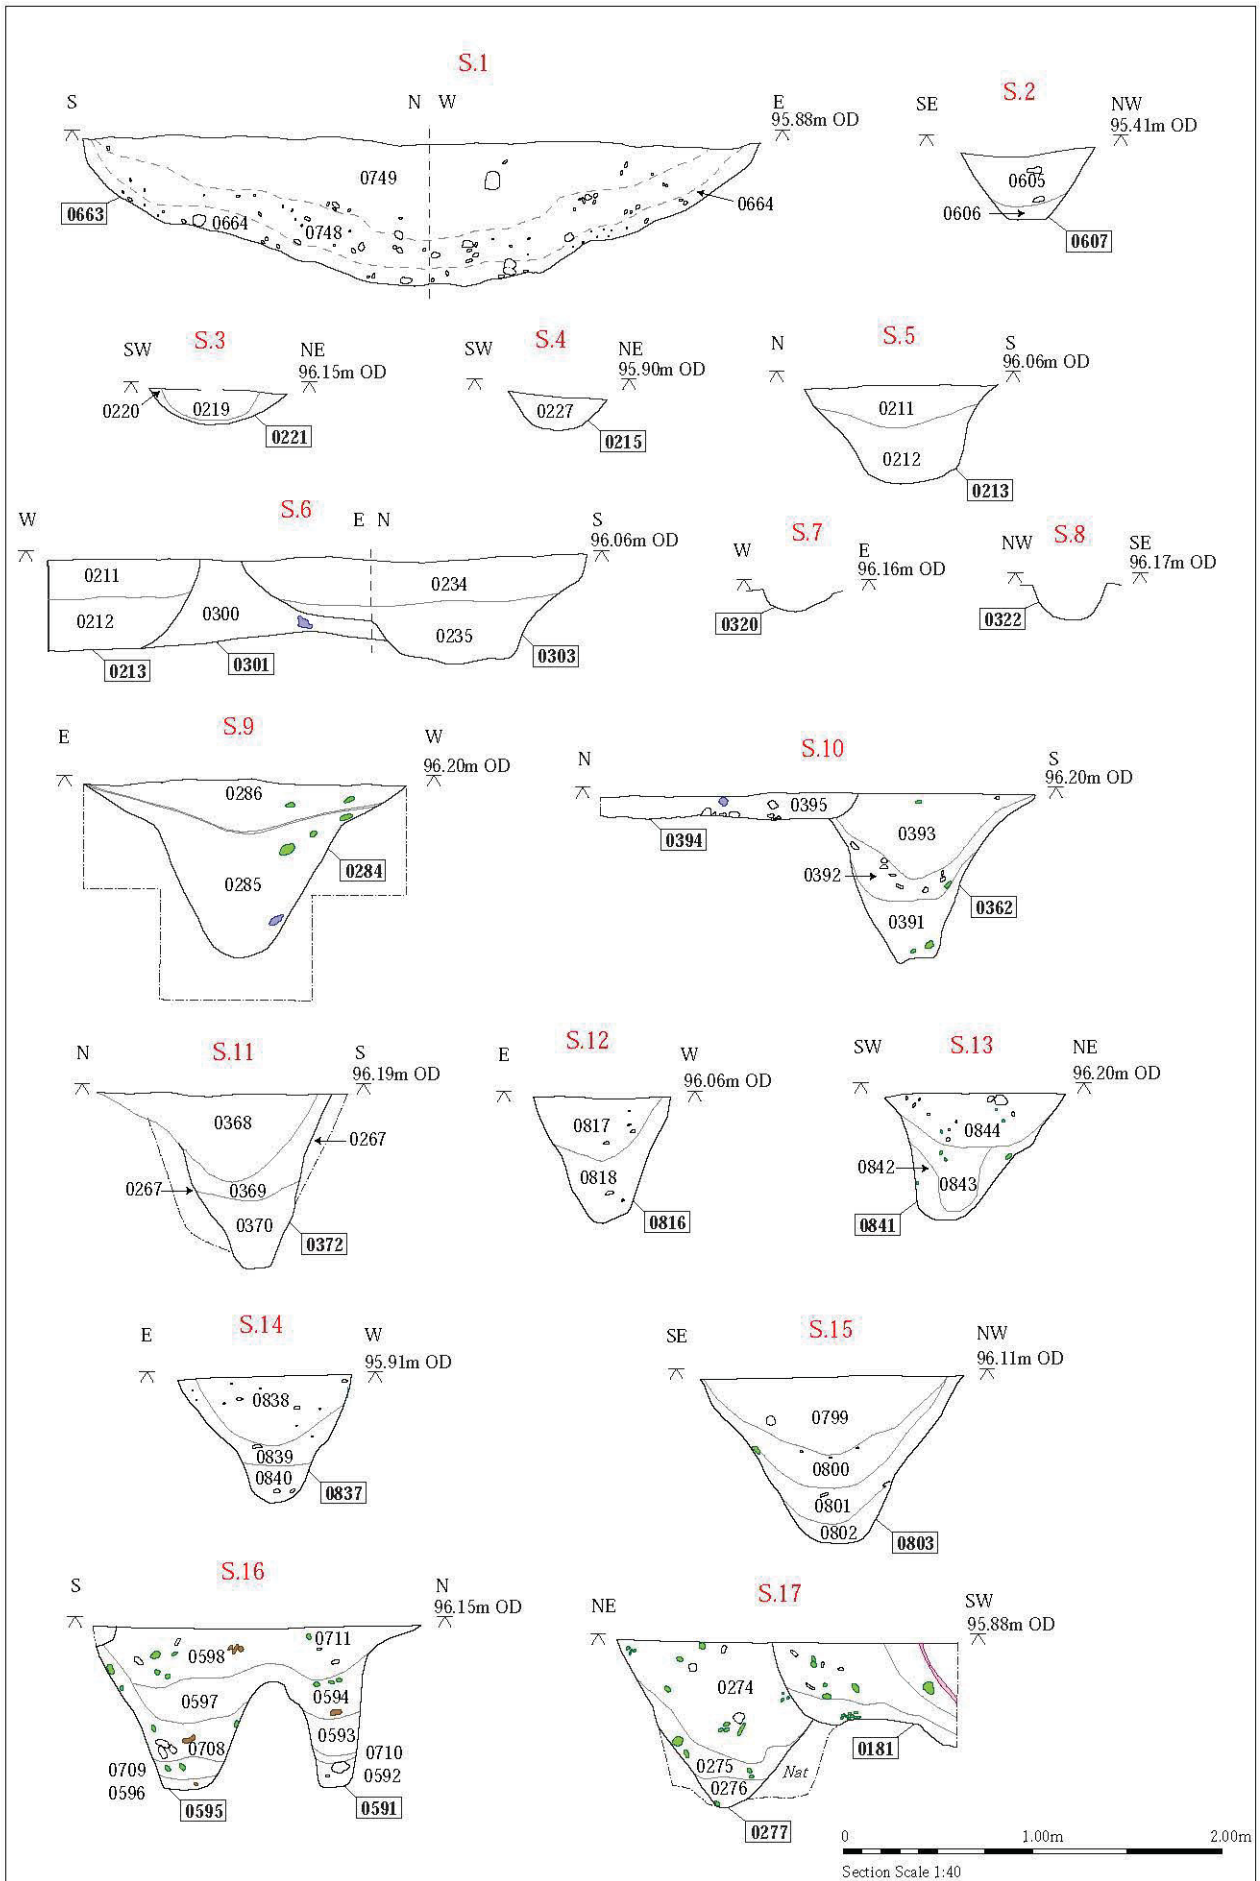 S.1
S
N W
E
95.88m OD
0749
0664
0748
0664
0663
S.2
SE
NW
95.41m OD
0605
0606
0607
S.3
SW
NE
96.15m OD
0220
0219
0221
S.4
SW
NE
95.90m OD
0227
0215
S.5
N
S
96.06m OD
0211
0212
0213
S.6
W
E N
S
96.06m OD
0211
0212
0300
0234
0235
0213
0301
0303
S.7
W
E
96.16m OD
0320
S.8
NW
SE
96.17m OD
0322
S.9
E
W
96.20m OD
0286
0285
0284
S.10
N
S
96.20m OD
0395
0394
0393
0392
0391
0362
S.11
N
S
96.19m OD
0368
0267
0267
0369
0370
0372
S.12
E
W
96.06m OD
0817
0818
0816
S.13
SW
NE
96.20m OD
0844
0842
0843
0841
S.14
E
W
95.91m OD
0838
0839
0840
0837
S.15
SE
NW
96.11m OD
0799
0800
0801
0802
0803
S.16
S
N
96.15m OD
0598
0711
0597
0594
0708
0593
0709
0710
0596
0592
0595
0591
S.17
NE
SW
95.88m OD
0274
0275
0276
Nat
0181
0277
0 1.00m 2.00m
Section Scale 1:40